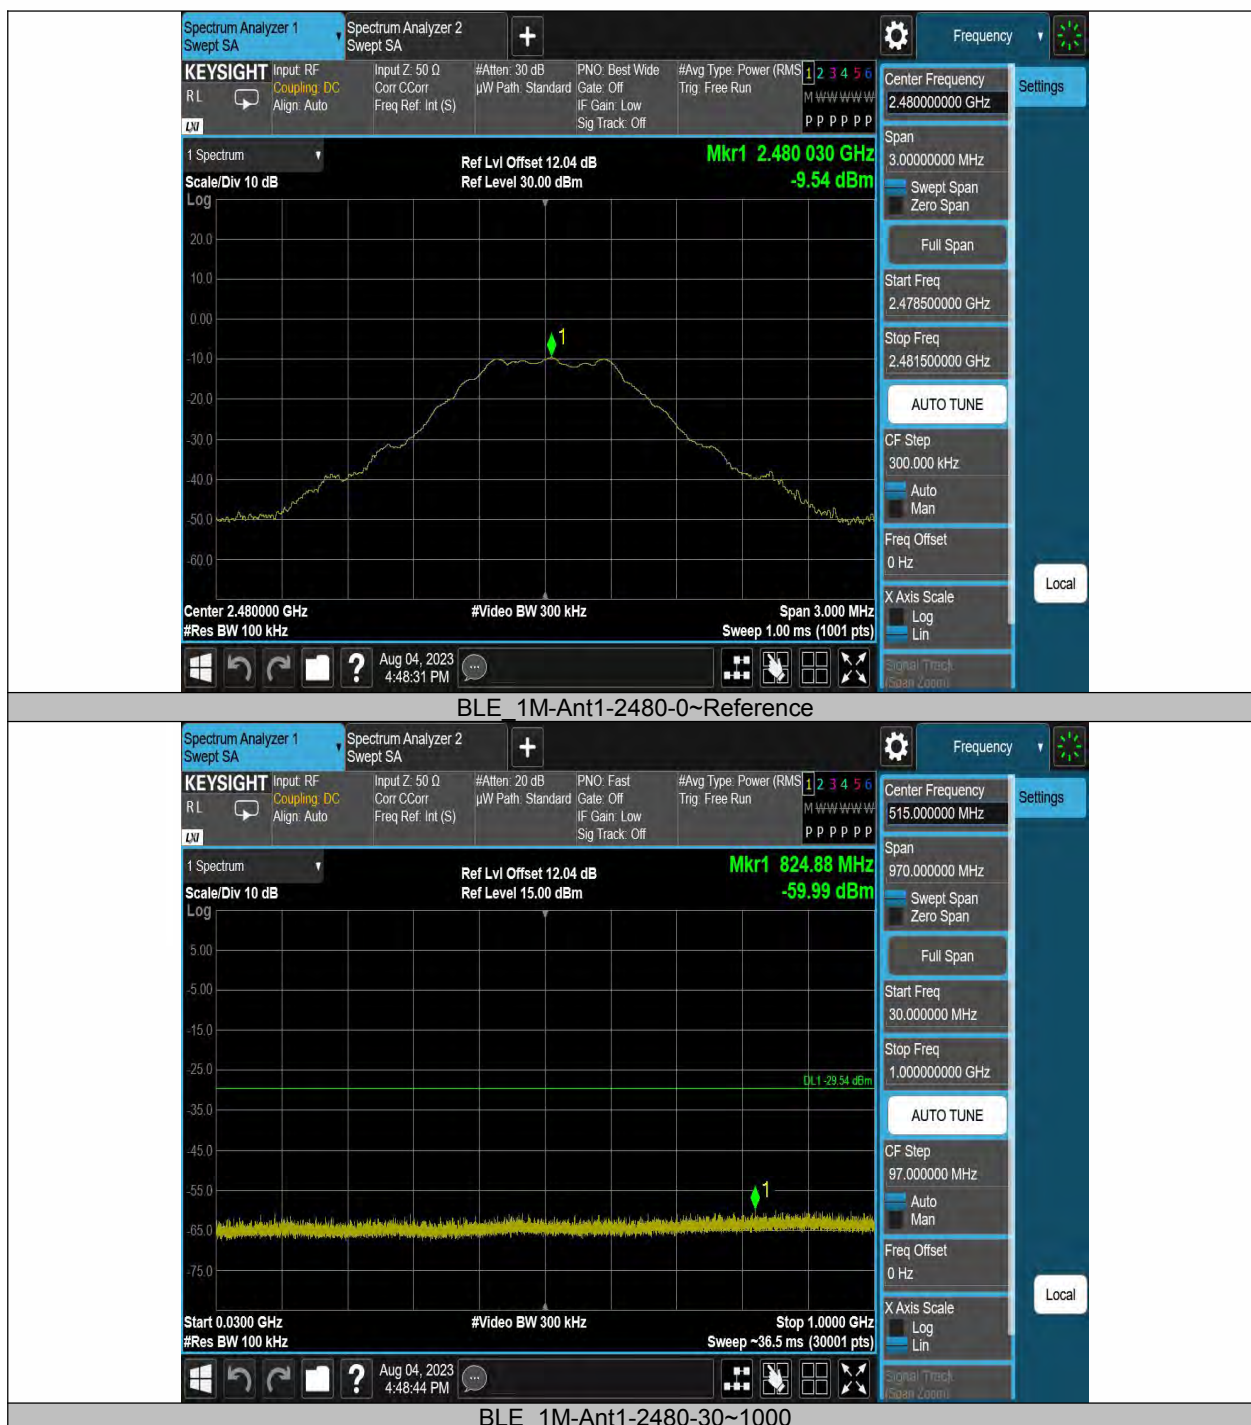 Spectrum Analyzer 1
Swept SA
Spectrum Analyzer 2
Swept SA
Frequency
KEYSIGHT
RL
LXI
Input: RF
Coupling: DC
Align: Auto
Input Z: 50 Ω
Corr CCorr
Freq Ref: Int (S)
#Atten: 30 dB
µW Path: Standard
PNO: Best Wide
Gate: Off
IF Gain: Low
Sig Track: Off
#Avg Type: Power (RMS
Trig: Free Run
1 2 3 4 5 6
M W W W W W
P P P P P P
Center Frequency
2.480000000 GHz
Settings
1 Spectrum
Scale/Div 10 dB
Ref Lvl Offset 12.04 dB
Ref Level 30.00 dBm
Mkr1 2.480 030 GHz
-9.54 dBm
Span
3.00000000 MHz
Swept Span
Zero Span
Log
20.0
10.0
0.00
-10.0
-20.0
-30.0
-40.0
-50.0
-60.0
1
Full Span
Start Freq
2.478500000 GHz
Stop Freq
2.481500000 GHz
AUTO TUNE
CF Step
300.000 kHz
Auto
Man
Freq Offset
0 Hz
Local
X Axis Scale
Log
Lin
Signal Track
(Span Zoom)
Center 2.480000 GHz
#Res BW 100 kHz
#Video BW 300 kHz
Span 3.000 MHz
Sweep 1.00 ms (1001 pts)
?
Aug 04, 2023
4:48:31 PM
BLE_1M-Ant1-2480-0~Reference
Spectrum Analyzer 1
Swept SA
Spectrum Analyzer 2
Swept SA
Frequency
KEYSIGHT
RL
LXI
Input: RF
Coupling: DC
Align: Auto
Input Z: 50 Ω
Corr CCorr
Freq Ref: Int (S)
#Atten: 20 dB
µW Path: Standard
PNO: Fast
Gate: Off
IF Gain: Low
Sig Track: Off
#Avg Type: Power (RMS
Trig: Free Run
1 2 3 4 5 6
M W W W W W
P P P P P P
Center Frequency
515.000000 MHz
Settings
1 Spectrum
Scale/Div 10 dB
Ref Lvl Offset 12.04 dB
Ref Level 15.00 dBm
Mkr1 824.88 MHz
-59.99 dBm
Span
970.000000 MHz
Swept Span
Zero Span
Log
5.00
-5.00
-15.0
-25.0
-35.0
-45.0
-55.0
-65.0
-75.0
DL1 -29.54 dBm
1
Full Span
Start Freq
30.000000 MHz
Stop Freq
1.000000000 GHz
AUTO TUNE
CF Step
97.000000 MHz
Auto
Man
Freq Offset
0 Hz
Local
X Axis Scale
Log
Lin
Signal Track
(Span Zoom)
Start 0.0300 GHz
#Res BW 100 kHz
#Video BW 300 kHz
Stop 1.0000 GHz
Sweep ~36.5 ms (30001 pts)
?
Aug 04, 2023
4:48:44 PM
BLE_1M-Ant1-2480-30~1000